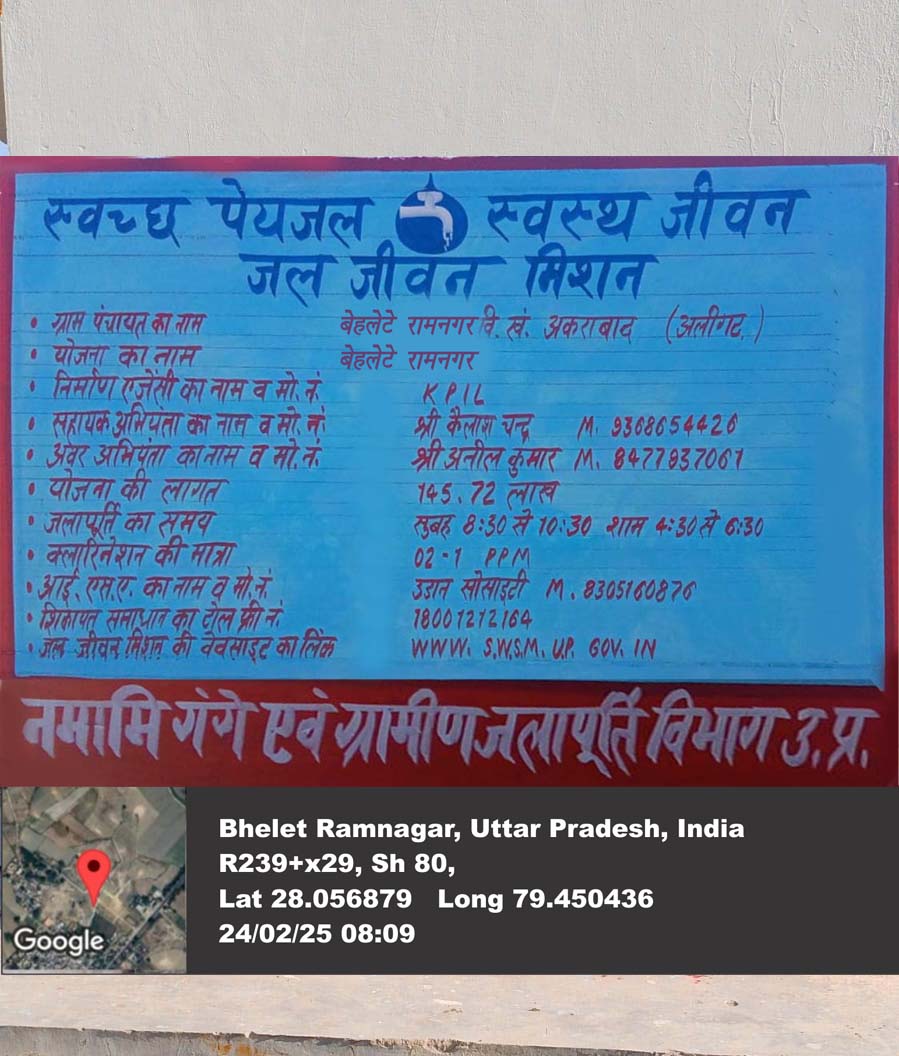 स्वच्छ पेयजल स्वस्थ जीवन
जल जीवन मिशन
• ग्राम पंचायत का नाम बेहलेटे रामनगर वि. खं. अकराबाद (अलीगढ़)
• योजना का नाम बेहलेटे रामनगर
• निर्माण एजेंसी का नाम व मो. नं. KPIL
• सहायक अभियंता का नाम व मो. नं. श्री कैलाश चन्द्र M. 9368654426
• अवर अभियंता का नाम व मो. नं. श्री अनील कुमार M. 8477937061
• योजना की लागत 145.72 लाख
• जलापूर्ति का समय सुबह 8:30 से 10:30 शाम 4:30 से 6:30
• क्लारिनेशन की मात्रा 02-1 PPM
• आई. एस. ए. का नाम व मो. नं. उडान सोसाइटी M. 8305160876
• शिकायत समाधान का टोल फ्री नं. 18001212164
• जल जीवन मिशन की वेबसाइट का लिंक WWW. S.W.S.M. U.P. GOV. IN
नमामि गंगे एवं ग्रामीण जलापूर्ति विभाग उ. प्र.
Bhelet Ramnagar, Uttar Pradesh, India
R239+x29, Sh 80,
Lat 28.056879 Long 79.450436
24/02/25 08:09
Google